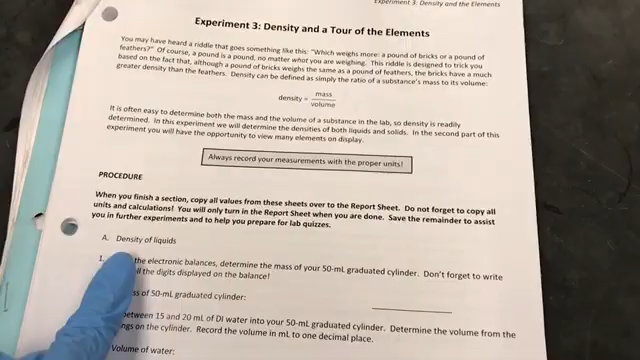 Experiment 3: Density and the Elements
Experiment 3: Density and a Tour of the Elements
You may have heard a riddle that goes something like this: "Which weighs more: a pound of bricks or a pound of
feathers?" Of course, a pound is a pound, no matter what you are weighing. This riddle is designed to trick you
based on the fact that, although a pound of bricks weighs the same as a pound of feathers, the bricks have a much
greater density than the feathers. Density can be defined as simply the ratio of a substance's mass to its volume:
density = mass
volume
It is often easy to determine both the mass and the volume of a substance in the lab, so density is readily
determined. In this experiment we will determine the densities of both liquids and solids. In the second part of this
experiment you will have the opportunity to view many elements on display.
Always record your measurements with the proper units!
PROCEDURE
When you finish a section, copy all values from these sheets over to the Report Sheet. Do not forget to copy all
units and calculations! You will only turn in the Report Sheet when you are done. Save the remainder to assist
you in further experiments and to help you prepare for lab quizzes.
A. Density of liquids
1. the electronic balances, determine the mass of your 50-mL graduated cylinder. Don't forget to write
the digits displayed on the balance!
of 50-mL graduated cylinder:
between 15 and 20 mL of DI water into your 50-mL graduated cylinder. Determine the volume from the
on the cylinder. Record the volume in mL to one decimal place.
Volume of water: